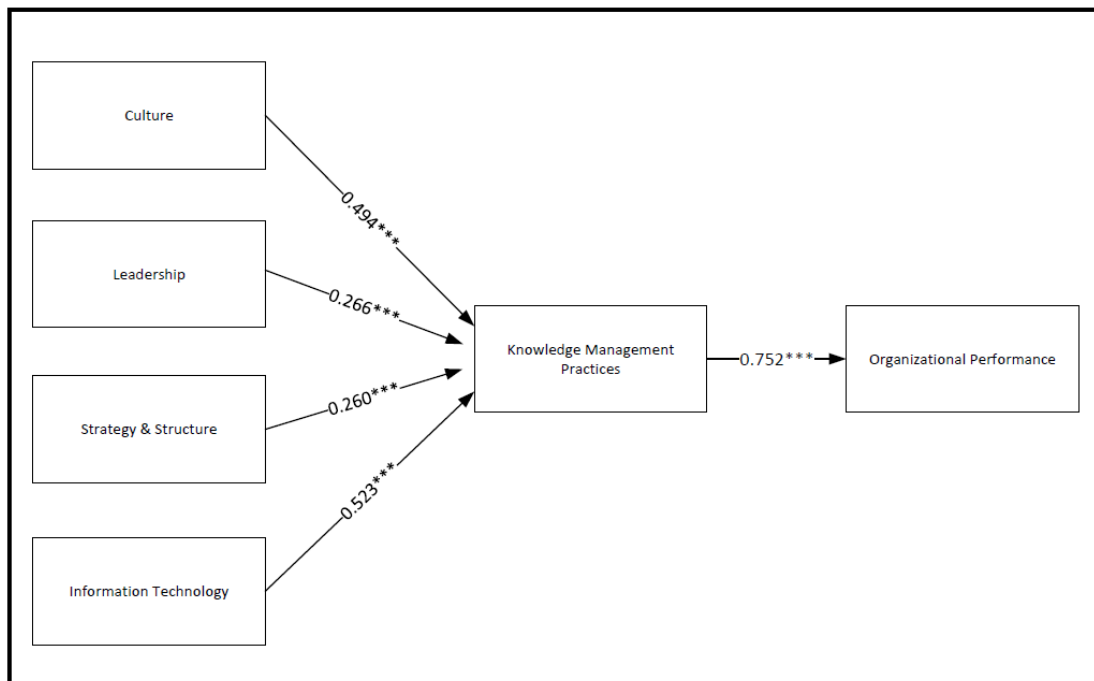 Culture
0.494***
Leadership
0.266***
Knowledge Management
Practices
0.752***
Organizational Performance
Strategy & Structure
0.260***
Information Technology
0.523***